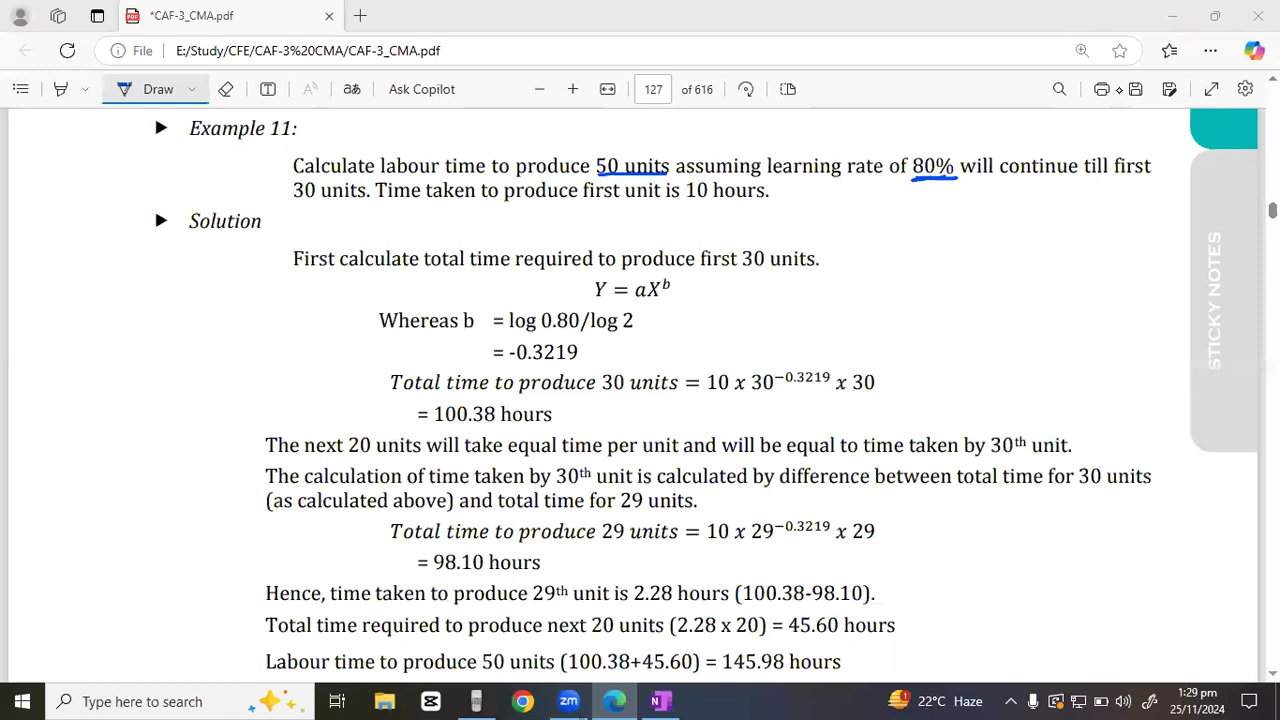 *CAF-3_CMA.pdf
File E:/Study/CFE/CAF-3%20CMA/CAF-3_CMA.pdf
Draw Ask Copilot 127 of 616
Example 11:
Calculate labour time to produce 50 units assuming learning rate of 80% will continue till first
30 units. Time taken to produce first unit is 10 hours.
Solution
First calculate total time required to produce first 30 units.
Y = aX^b
Whereas b = log 0.80/log 2
= -0.3219
Total time to produce 30 units = 10 x 30^−0.3219 x 30
= 100.38 hours
The next 20 units will take equal time per unit and will be equal to time taken by 30th unit.
The calculation of time taken by 30th unit is calculated by difference between total time for 30 units
(as calculated above) and total time for 29 units.
Total time to produce 29 units = 10 x 29^−0.3219 x 29
= 98.10 hours
Hence, time taken to produce 29th unit is 2.28 hours (100.38-98.10).
Total time required to produce next 20 units (2.28 x 20) = 45.60 hours
Labour time to produce 50 units (100.38+45.60) = 145.98 hours
STICKY NOTES
Type here to search
22°C Haze
1:29 pm
25/11/2024